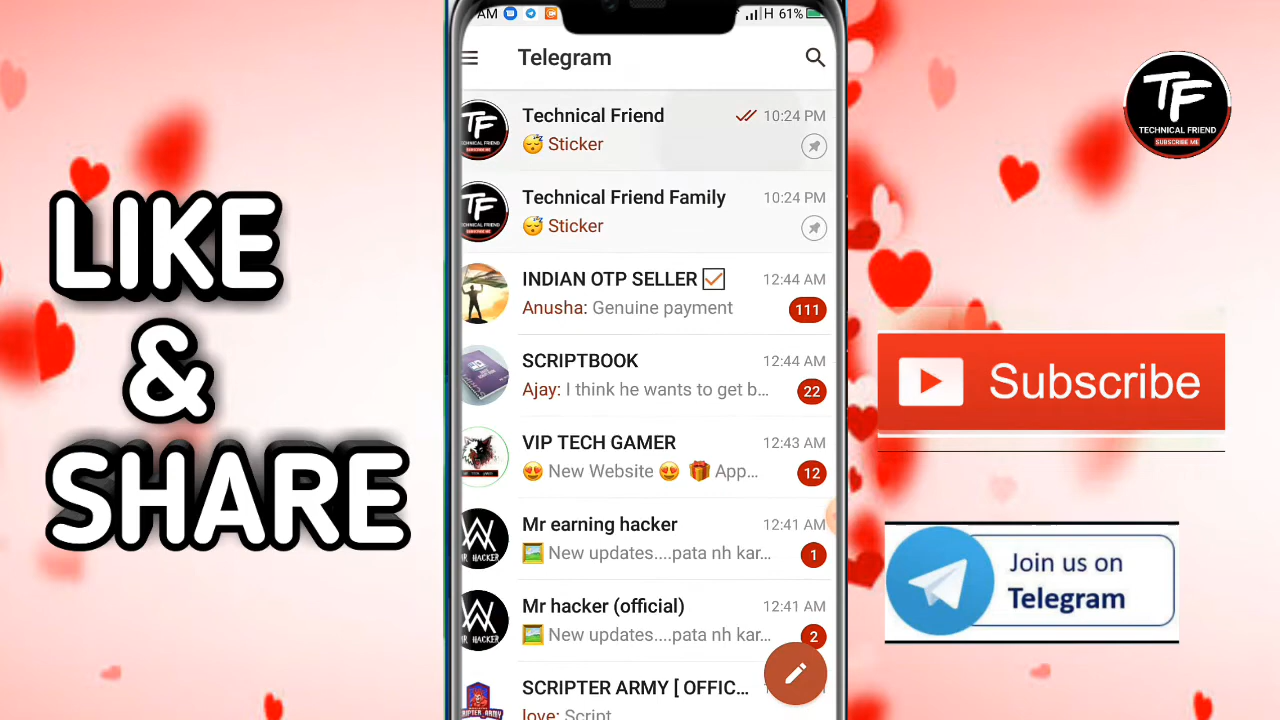 LIKE
&
SHARE
AM
H 61%
Telegram
Technical Friend 10:24 PM
😴 Sticker
Technical Friend Family 10:24 PM
😴 Sticker
INDIAN OTP SELLER ☑ 12:44 AM
Anusha: Genuine payment 111
SCRIPTBOOK 12:44 AM
Ajay: I think he wants to get b... 22
VIP TECH GAMER 12:43 AM
😍 New Website 😍 🎁 App... 12
Mr earning hacker 12:41 AM
🖼 New updates....pata nh kar... 1
Mr hacker (official) 12:41 AM
🖼 New updates....pata nh kar... 2
SCRIPTER ARMY [ OFFIC...
love: Script
TF
TECHNICAL FRIEND
SUBSCRIBE ME
Subscribe
Join us on
Telegram